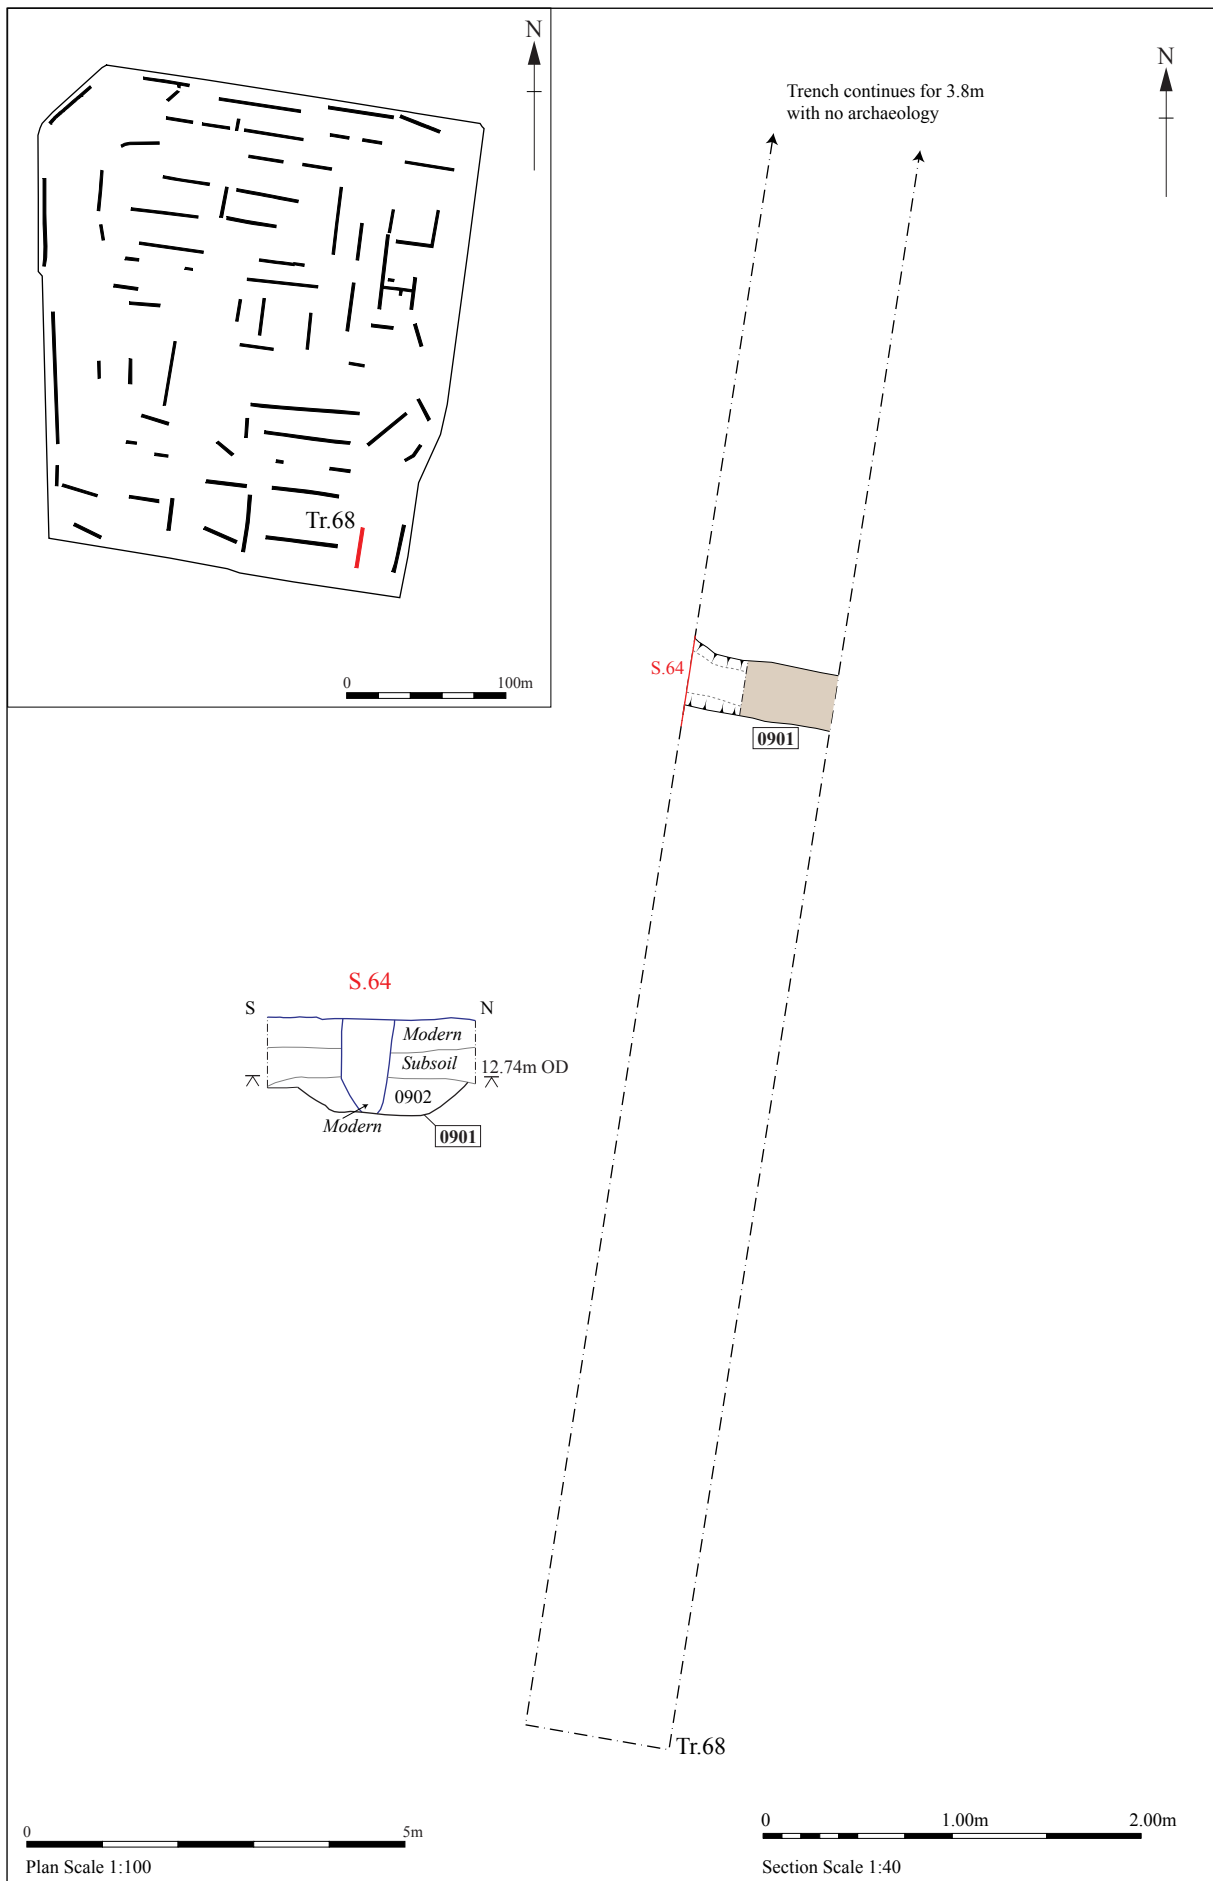 N
Tr.68
0
100m
N
Trench continues for 3.8m
with no archaeology
S.64
0901
S.64
S
N
Modern
Subsoil
12.74m OD
0902
Modern
0901
Tr.68
0
5m
Plan Scale 1:100
0
1.00m
2.00m
Section Scale 1:40